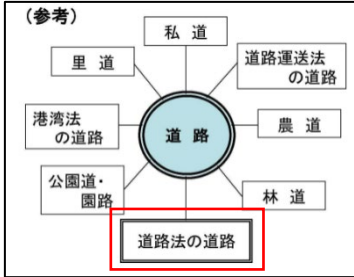 (参考)
私 道
里 道
道路運送法
の道路
港湾法
の道路
道 路
農 道
公園道・
園路
林 道
道路法の道路